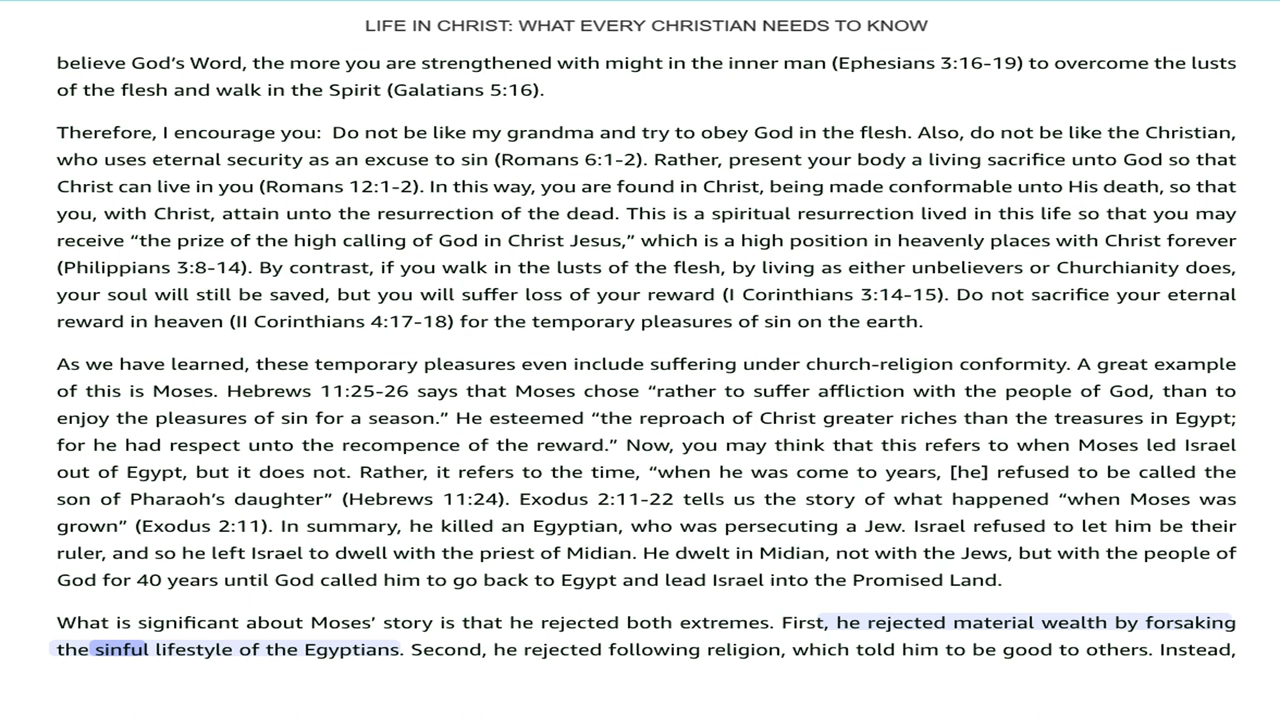 LIFE IN CHRIST: WHAT EVERY CHRISTIAN NEEDS TO KNOW
believe God's Word, the more you are strengthened with might in the inner man (Ephesians 3:16-19) to overcome the lusts
of the flesh and walk in the Spirit (Galatians 5:16).
Therefore, I encourage you:  Do not be like my grandma and try to obey God in the flesh. Also, do not be like the Christian,
who uses eternal security as an excuse to sin (Romans 6:1-2). Rather, present your body a living sacrifice unto God so that
Christ can live in you (Romans 12:1-2). In this way, you are found in Christ, being made conformable unto His death, so that
you, with Christ, attain unto the resurrection of the dead. This is a spiritual resurrection lived in this life so that you may
receive “the prize of the high calling of God in Christ Jesus,” which is a high position in heavenly places with Christ forever
(Philippians 3:8-14). By contrast, if you walk in the lusts of the flesh, by living as either unbelievers or Churchianity does,
your soul will still be saved, but you will suffer loss of your reward (I Corinthians 3:14-15). Do not sacrifice your eternal
reward in heaven (II Corinthians 4:17-18) for the temporary pleasures of sin on the earth.
As we have learned, these temporary pleasures even include suffering under church-religion conformity. A great example
of this is Moses. Hebrews 11:25-26 says that Moses chose “rather to suffer affliction with the people of God, than to
enjoy the pleasures of sin for a season.” He esteemed “the reproach of Christ greater riches than the treasures in Egypt;
for he had respect unto the recompence of the reward.” Now, you may think that this refers to when Moses led Israel
out of Egypt, but it does not. Rather, it refers to the time, “when he was come to years, [he] refused to be called the
son of Pharaoh's daughter” (Hebrews 11:24). Exodus 2:11-22 tells us the story of what happened “when Moses was
grown” (Exodus 2:11). In summary, he killed an Egyptian, who was persecuting a Jew. Israel refused to let him be their
ruler, and so he left Israel to dwell with the priest of Midian. He dwelt in Midian, not with the Jews, but with the people of
God for 40 years until God called him to go back to Egypt and lead Israel into the Promised Land.
What is significant about Moses' story is that he rejected both extremes. First, he rejected material wealth by forsaking
the sinful lifestyle of the Egyptians. Second, he rejected following religion, which told him to be good to others. Instead,